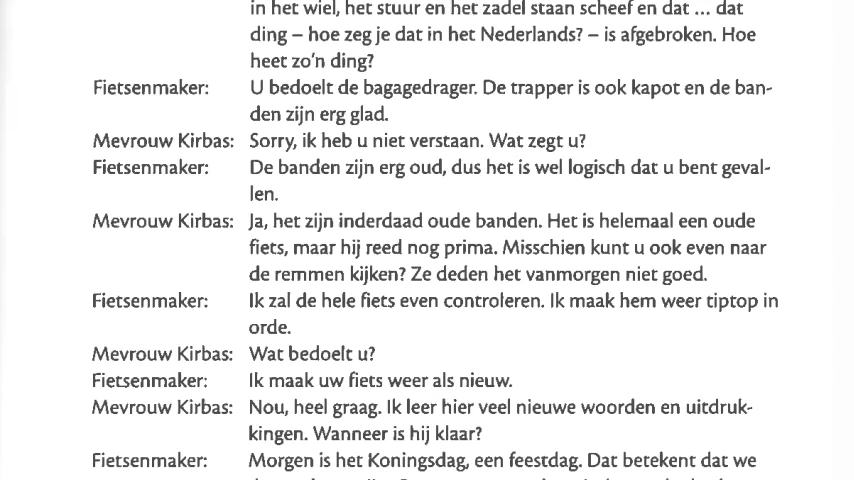 in het wiel, het stuur en het zadel staan scheef en dat ... dat
ding – hoe zeg je dat in het Nederlands? – is afgebroken. Hoe
heet zo'n ding?
Fietsenmaker: U bedoelt de bagagedrager. De trapper is ook kapot en de ban-
den zijn erg glad.
Mevrouw Kirbas: Sorry, ik heb u niet verstaan. Wat zegt u?
Fietsenmaker: De banden zijn erg oud, dus het is wel logisch dat u bent geval-
len.
Mevrouw Kirbas: Ja, het zijn inderdaad oude banden. Het is helemaal een oude
fiets, maar hij reed nog prima. Misschien kunt u ook even naar
de remmen kijken? Ze deden het vanmorgen niet goed.
Fietsenmaker: Ik zal de hele fiets even controleren. Ik maak hem weer tiptop in
orde.
Mevrouw Kirbas: Wat bedoelt u?
Fietsenmaker: Ik maak uw fiets weer als nieuw.
Mevrouw Kirbas: Nou, heel graag. Ik leer hier veel nieuwe woorden en uitdruk-
kingen. Wanneer is hij klaar?
Fietsenmaker: Morgen is het Koningsdag, een feestdag. Dat betekent dat we